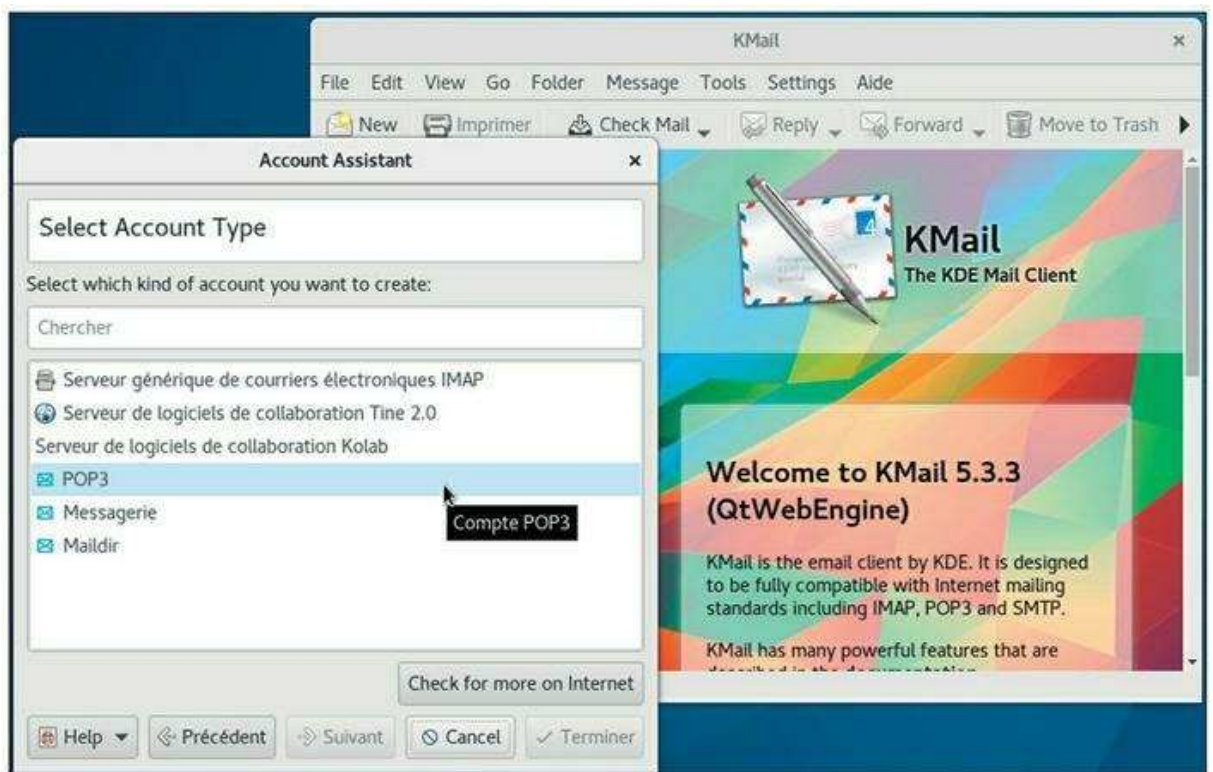 KMail
File Edit View Go Folder Message Tools Settings Aide
New Imprimer Check Mail Reply Forward Move to Trash
Account Assistant
Select Account Type
Select which kind of account you want to create:
Chercher
Serveur générique de courriers électroniques IMAP
Serveur de logiciels de collaboration Tine 2.0
Serveur de logiciels de collaboration Kolab
POP3
Messagerie
Compte POP3
Maildir
Check for more on Internet
Help Précédent Suivant Cancel Terminer
KMail
The KDE Mail Client
Welcome to KMail 5.3.3
(QtWebEngine)
KMail is the email client by KDE. It is designed
to be fully compatible with Internet mailing
standards including IMAP, POP3 and SMTP.
KMail has many powerful features that are
described in the documentation